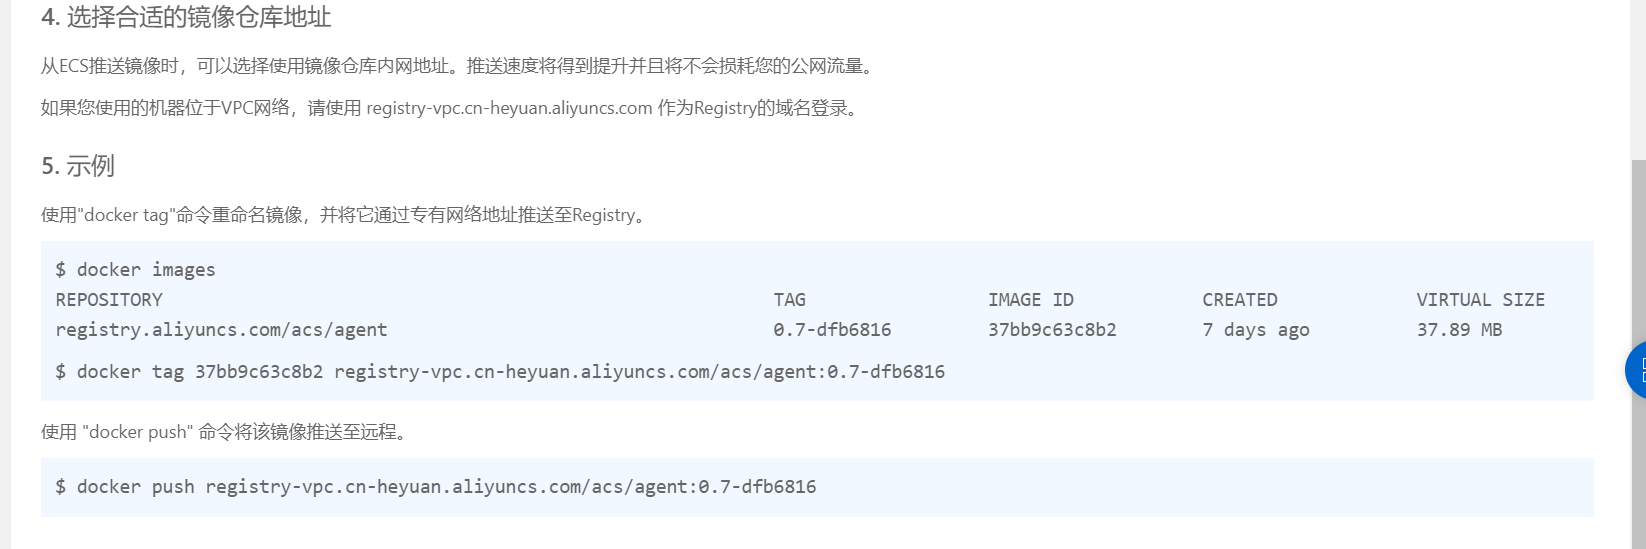 4. 选择合适的镜像仓库地址
从ECS推送镜像时，可以选择使用镜像仓库内网地址。推送速度将得到提升并且将不会损耗您的公网流量。
如果您使用的机器位于VPC网络，请使用 registry-vpc.cn-heyuan.aliyuncs.com 作为Registry的域名登录。
5. 示例
使用"docker tag"命令重命名镜像，并将它通过专有网络地址推送至Registry。
$ docker images
REPOSITORY TAG IMAGE ID CREATED VIRTUAL SIZE
registry.aliyuncs.com/acs/agent 0.7-dfb6816 37bb9c63c8b2 7 days ago 37.89 MB
$ docker tag 37bb9c63c8b2 registry-vpc.cn-heyuan.aliyuncs.com/acs/agent:0.7-dfb6816
使用 "docker push" 命令将该镜像推送至远程。
$ docker push registry-vpc.cn-heyuan.aliyuncs.com/acs/agent:0.7-dfb6816